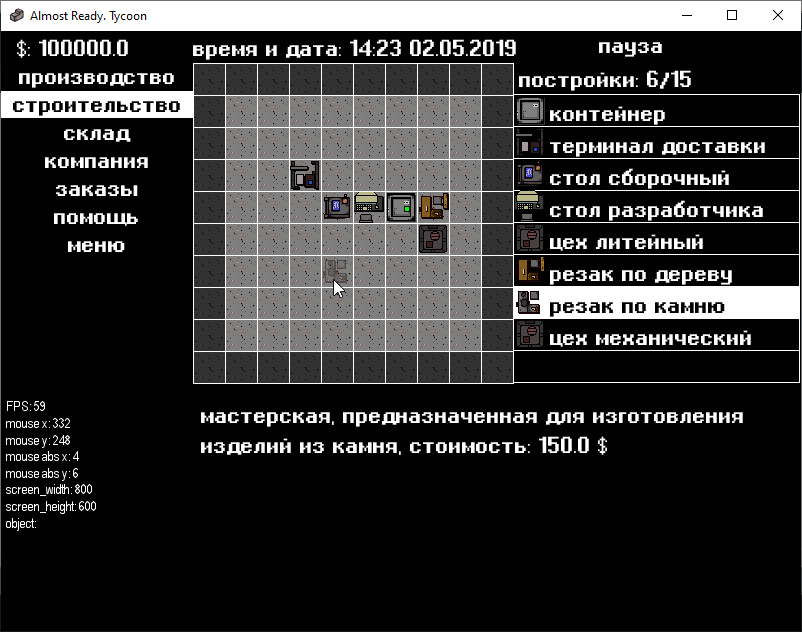 Almost Ready. Tycoon
$: 100000.0
время и дата: 14:23 02.05.2019
пауза
производство
строительство
склад
компания
заказы
помощь
меню
постройки: 6/15
контейнер
терминал доставки
стол сборочный
стол разработчика
цех литейный
резак по дереву
резак по камню
цех механический
FPS: 59
mouse x: 332
mouse y: 248
mouse abs x: 4
mouse abs y: 6
screen_width: 800
screen_height: 600
object:
мастерская, предназначенная для изготовления
изделий из камня, стоимость: 150.0 $